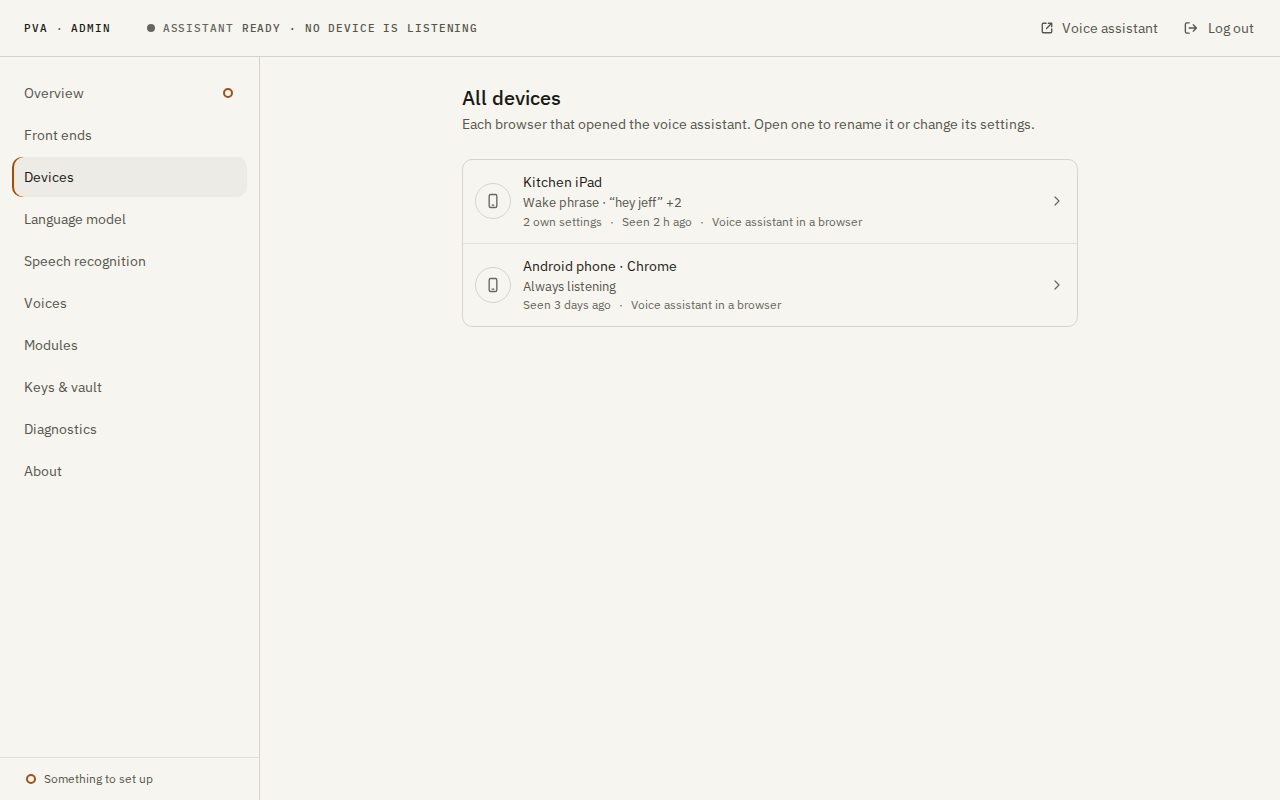 PVA · ADMIN
ASSISTANT READY · NO DEVICE IS LISTENING
Voice assistant
Log out
Overview
Front ends
Devices
Language model
Speech recognition
Voices
Modules
Keys & vault
Diagnostics
About
Something to set up
All devices
Each browser that opened the voice assistant. Open one to rename it or change its settings.
Kitchen iPad
Wake phrase · “hey jeff” +2
2 own settings · Seen 2 h ago · Voice assistant in a browser
Android phone · Chrome
Always listening
Seen 3 days ago · Voice assistant in a browser